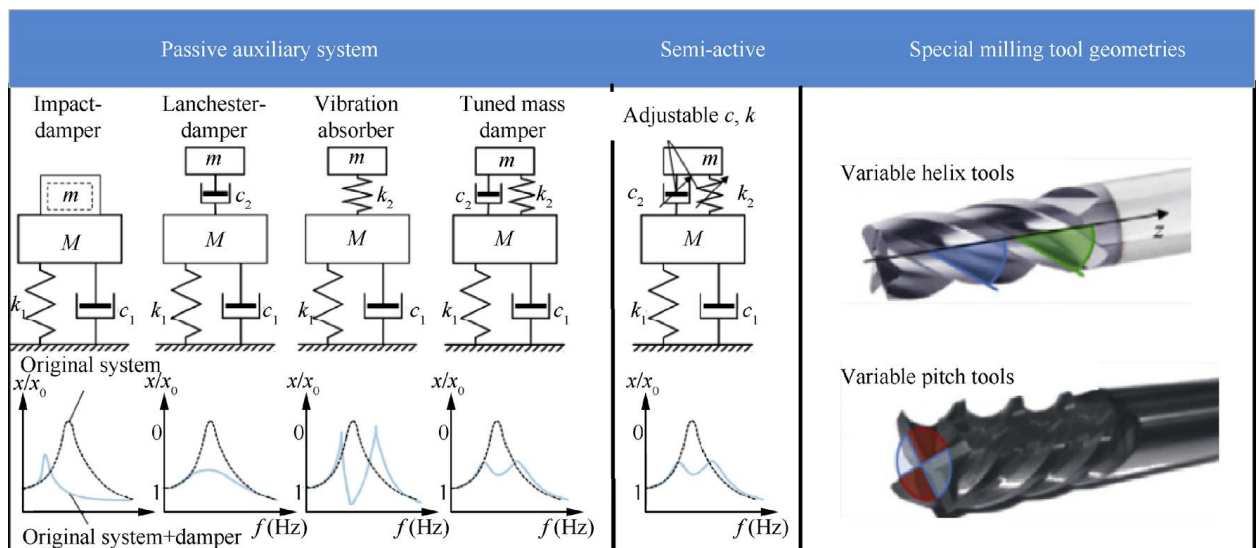 Passive auxiliary system
Semi-active
Special milling tool geometries
Impact-
damper
Lanchester-
damper
Vibration
absorber
Tuned mass
damper
Adjustable c, k
m
M
k1
c1
m
c2
M
k1
c1
m
k2
M
k1
c1
m
c2
k2
M
k1
c1
m
c2
k2
M
k1
c1
Original system
x/x0
Original system+damper
x/x0
0
1
f(Hz)
x/x0
0
1
f(Hz)
x/x0
0
1
f(Hz)
x/x0
0
1
f(Hz)
Variable helix tools
z
Variable pitch tools